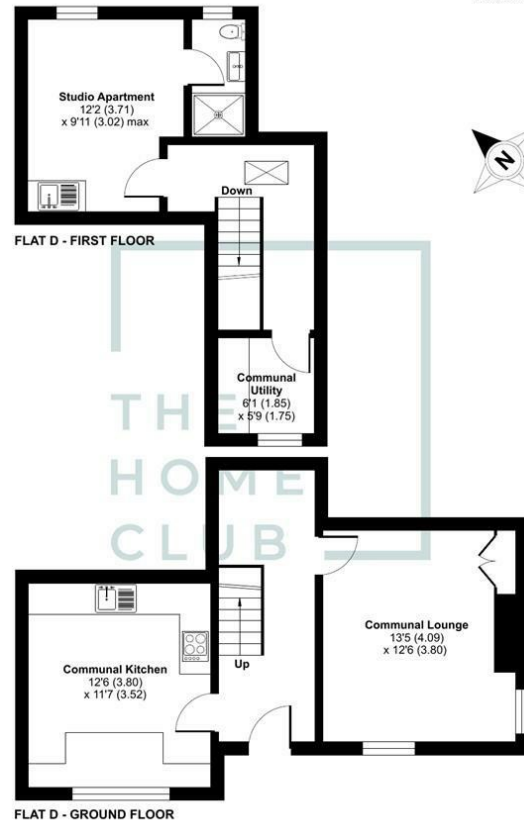 Studio Apartment
12'2 (3.71)
x 9'11 (3.02) max
N
Down
FLAT D - FIRST FLOOR
Communal
Utility
6'1 (1.85)
x 5'9 (1.75)
THE
HOME
CLUB
Communal Lounge
13'5 (4.09)
x 12'6 (3.80)
Communal Kitchen
12'6 (3.80)
x 11'7 (3.52)
Up
FLAT D - GROUND FLOOR